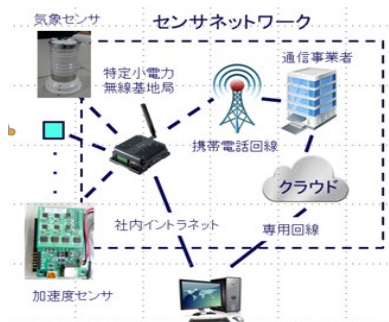 気象センサ
センサネットワーク
通信事業者
特定小電力
無線基地局
携帯電話回線
クラウド
社内イントラネット
専用回線
加速度センサ